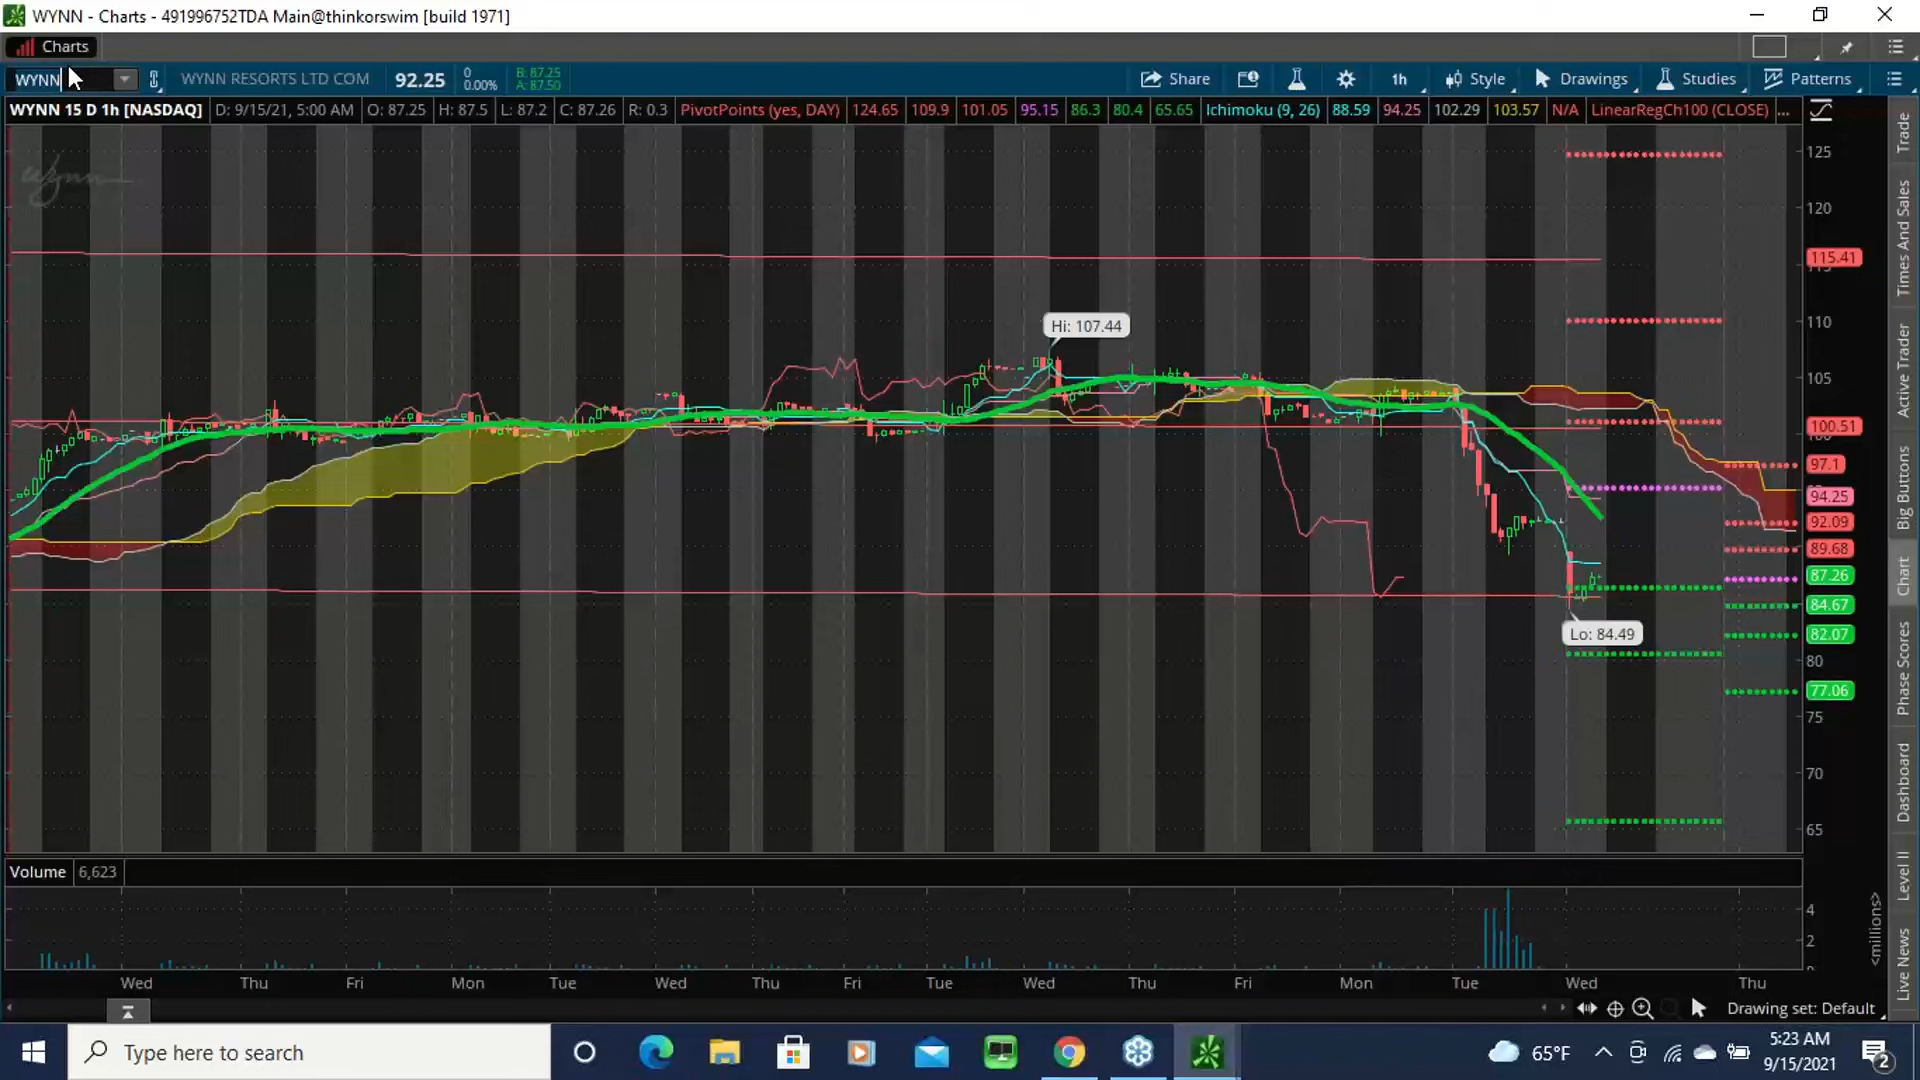 WYNN - Charts - 491996752TDA Main@thinkorswim [build 1971]
Charts
WYNN WYNN RESORTS LTD COM 92.25 0 0.00% B: 87.25 A: 87.50 Share 1h Style Drawings Studies Patterns
WYNN 15 D 1h [NASDAQ] D: 9/15/21, 5:00 AM O: 87.25 H: 87.5 L: 87.2 C: 87.26 R: 0.3 PivotPoints (yes, DAY) 124.65 109.9 101.05 95.15 86.3 80.4 65.65 Ichimoku (9, 26) 88.59 94.25 102.29 103.57 N/A LinearRegCh100 (CLOSE) ...
Wynn
125
120
115.41
Hi: 107.44
110
105
100.51
97.1
94.25
92.09
89.68
87.26
84.67
Lo: 84.49
82.07
80
77.06
75
70
65
Trade
Times And Sales
Active Trader
Big Buttons
Chart
Phase Scores
Dashboard
Level II
Live News
Volume 6,623
4
2
<millions>
Wed Thu Fri Mon Tue Wed Thu Fri Tue Wed Thu Fri Mon Tue Wed Thu
Drawing set: Default
Type here to search
65°F
5:23 AM
9/15/2021
2